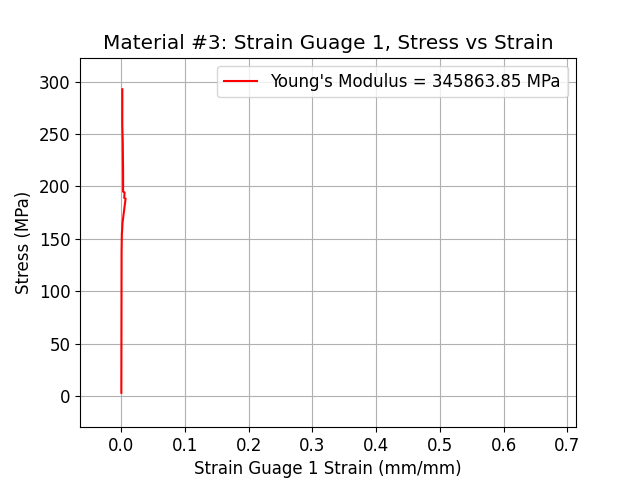 Material #3: Strain Guage 1, Stress vs Strain
Young's Modulus = 345863.85 MPa
Stress (MPa)
300
250
200
150
100
50
0
0.0 0.1 0.2 0.3 0.4 0.5 0.6 0.7
Strain Guage 1 Strain (mm/mm)